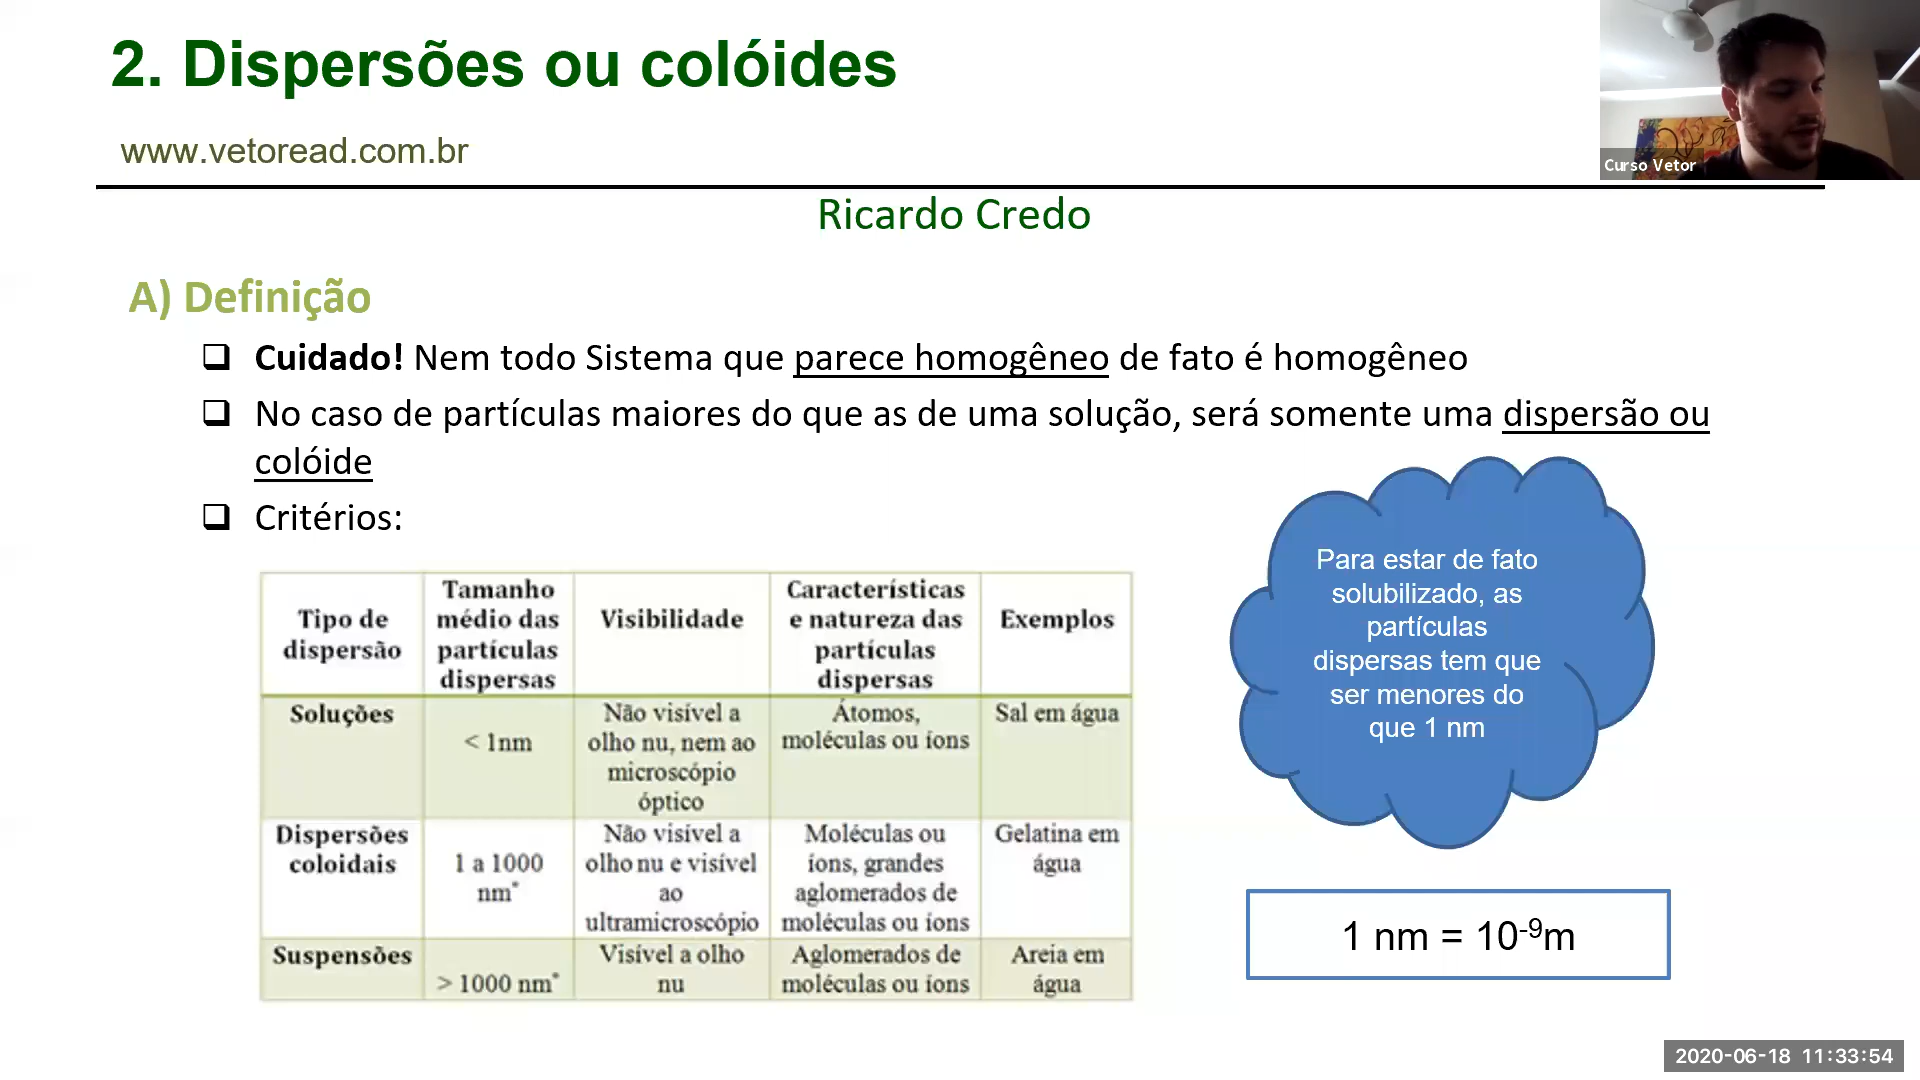 2. Dispersões ou colóides
www.vetoread.com.br
Curso Vetor
Ricardo Credo
A) Definição
Cuidado! Nem todo Sistema que parece homogêneo de fato é homogêneo
No caso de partículas maiores do que as de uma solução, será somente uma dispersão ou
colóide
Critérios:
Tipo de
dispersão
Tamanho
médio das
partículas
dispersas
Visibilidade
Características
e natureza das
partículas
dispersas
Exemplos
Soluções
< 1nm
Não visível a
olho nu, nem ao
microscópio
óptico
Átomos,
moléculas ou íons
Sal em água
Dispersões
coloidais
1 a 1000
nm*
Não visível a
olho nu e visível
ao
ultramicroscópio
Moléculas ou
íons, grandes
aglomerados de
moléculas ou íons
Gelatina em
água
Suspensões
> 1000 nm*
Visível a olho
nu
Aglomerados de
moléculas ou íons
Areia em
água
Para estar de fato
solubilizado, as
partículas
dispersas tem que
ser menores do
que 1 nm
1 nm = 10⁻⁹m
2020-06-18 11:33:54